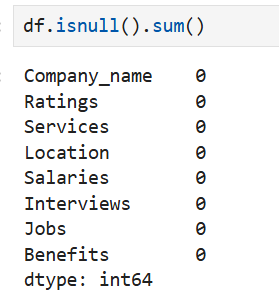 df.isnull().sum()
Company_name 0
Ratings 0
Services 0
Location 0
Salaries 0
Interviews 0
Jobs 0
Benefits 0
dtype: int64